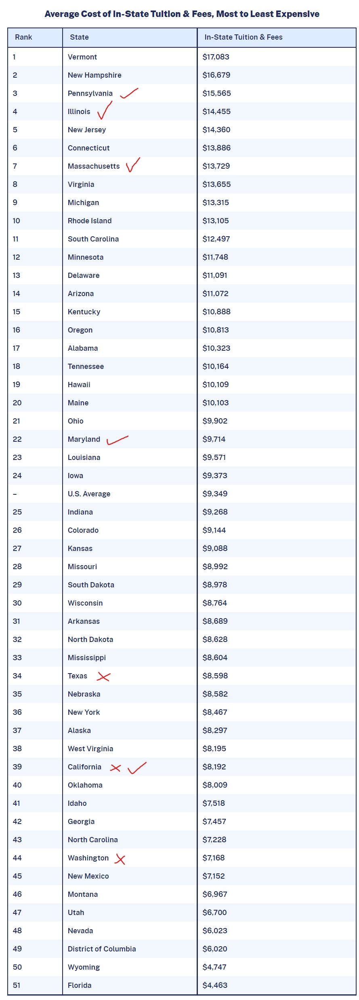 Average Cost of In-State Tuition & Fees, Most to Least Expensive
Rank State In-State Tuition & Fees
1 Vermont $17,083
2 New Hampshire $16,679
3 Pennsylvania ✓ $15,565
4 Illinois ✓ $14,455
5 New Jersey $14,360
6 Connecticut $13,886
7 Massachusetts ✓ $13,729
8 Virginia $13,655
9 Michigan $13,315
10 Rhode Island $13,105
11 South Carolina $12,497
12 Minnesota $11,748
13 Delaware $11,091
14 Arizona $11,072
15 Kentucky $10,888
16 Oregon $10,813
17 Alabama $10,323
18 Tennessee $10,164
19 Hawaii $10,109
20 Maine $10,103
21 Ohio $9,902
22 Maryland ✓ $9,714
23 Louisiana $9,571
24 Iowa $9,373
– U.S. Average $9,349
25 Indiana $9,268
26 Colorado $9,144
27 Kansas $9,088
28 Missouri $8,992
29 South Dakota $8,978
30 Wisconsin $8,764
31 Arkansas $8,689
32 North Dakota $8,628
33 Mississippi $8,604
34 Texas ✗ $8,598
35 Nebraska $8,582
36 New York $8,467
37 Alaska $8,297
38 West Virginia $8,195
39 California ✗ ✓ $8,192
40 Oklahoma $8,009
41 Idaho $7,518
42 Georgia $7,457
43 North Carolina $7,228
44 Washington ✗ $7,168
45 New Mexico $7,152
46 Montana $6,967
47 Utah $6,700
48 Nevada $6,023
49 District of Columbia $6,020
50 Wyoming $4,747
51 Florida $4,463